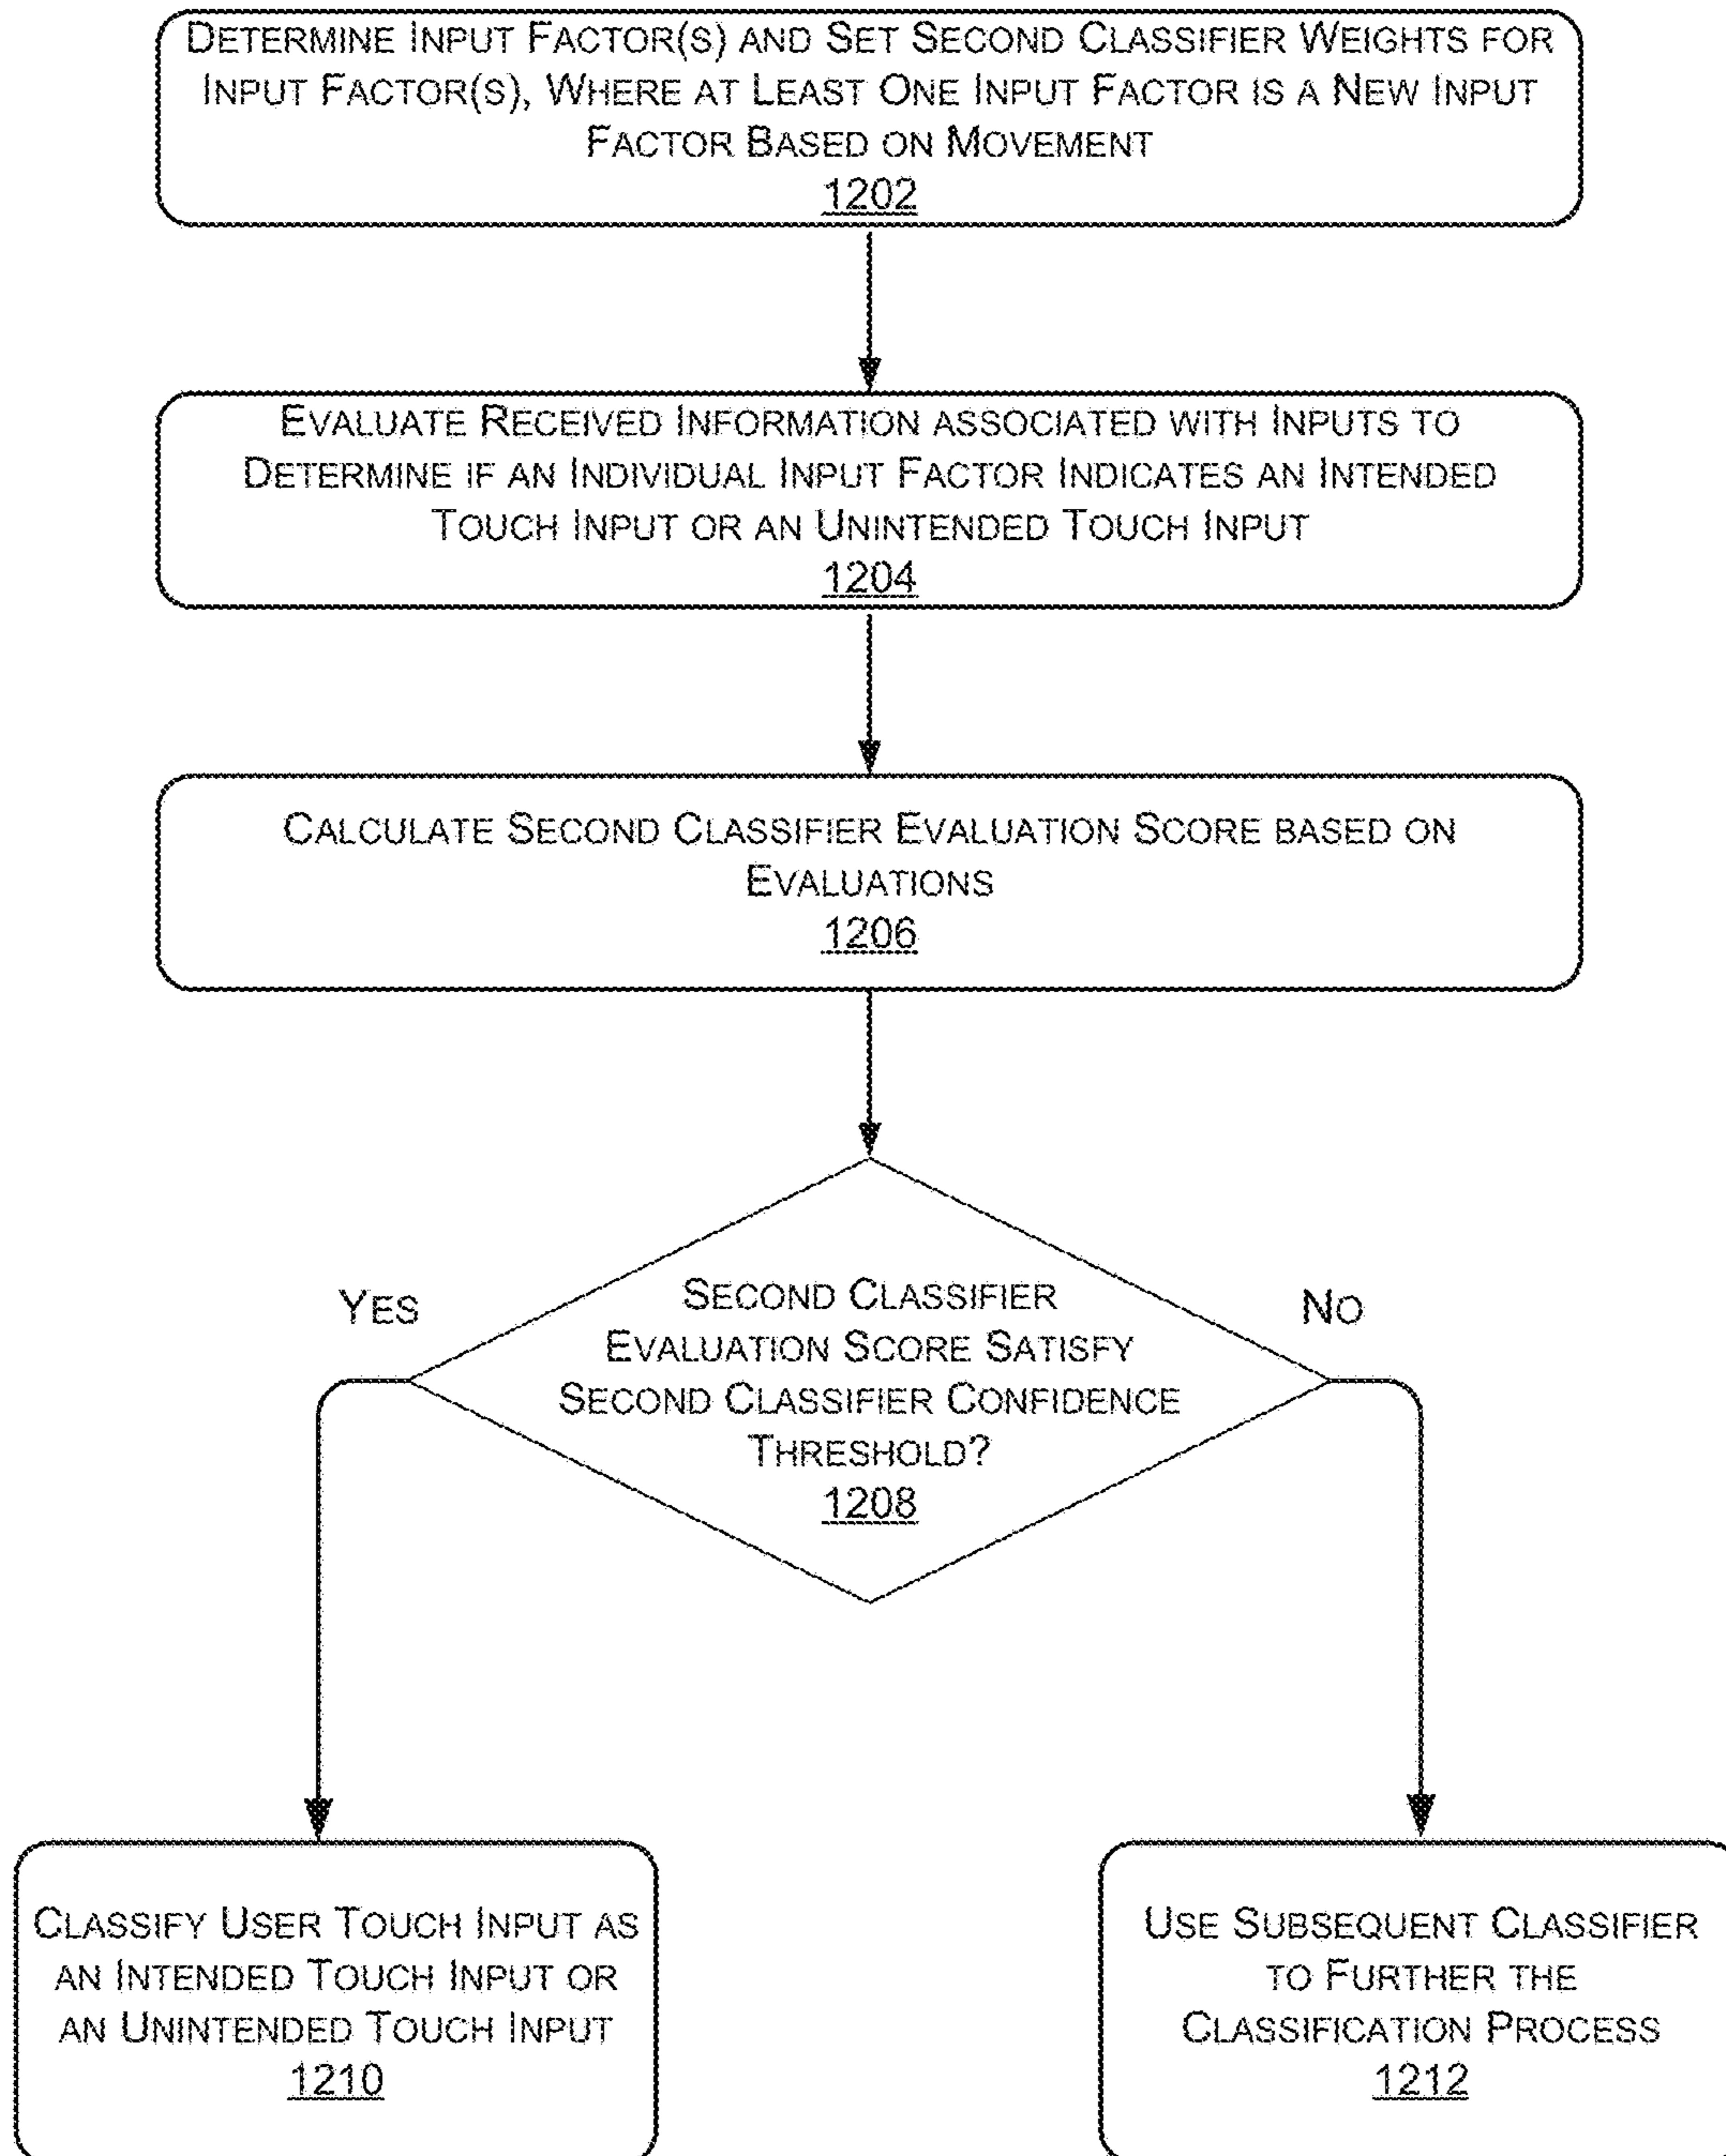 DETERMINE INPUT FACTOR(S) AND SET SECOND CLASSIFIER WEIGHTS FOR
INPUT FACTOR(S), WHERE AT LEAST ONE INPUT FACTOR IS A NEW INPUT
FACTOR BASED ON MOVEMENT
1202
EVALUATE RECEIVED INFORMATION ASSOCIATED WITH INPUTS TO
DETERMINE IF AN INDIVIDUAL INPUT FACTOR INDICATES AN INTENDED
TOUCH INPUT OR AN UNINTENDED TOUCH INPUT
1204
CALCULATE SECOND CLASSIFIER EVALUATION SCORE BASED ON
EVALUATIONS
1206
YES
NO
SECOND CLASSIFIER
EVALUATION SCORE SATISFY
SECOND CLASSIFIER CONFIDENCE
THRESHOLD?
1208
CLASSIFY USER TOUCH INPUT AS
AN INTENDED TOUCH INPUT OR
AN UNINTENDED TOUCH INPUT
1210
USE SUBSEQUENT CLASSIFIER
TO FURTHER THE
CLASSIFICATION PROCESS
1212